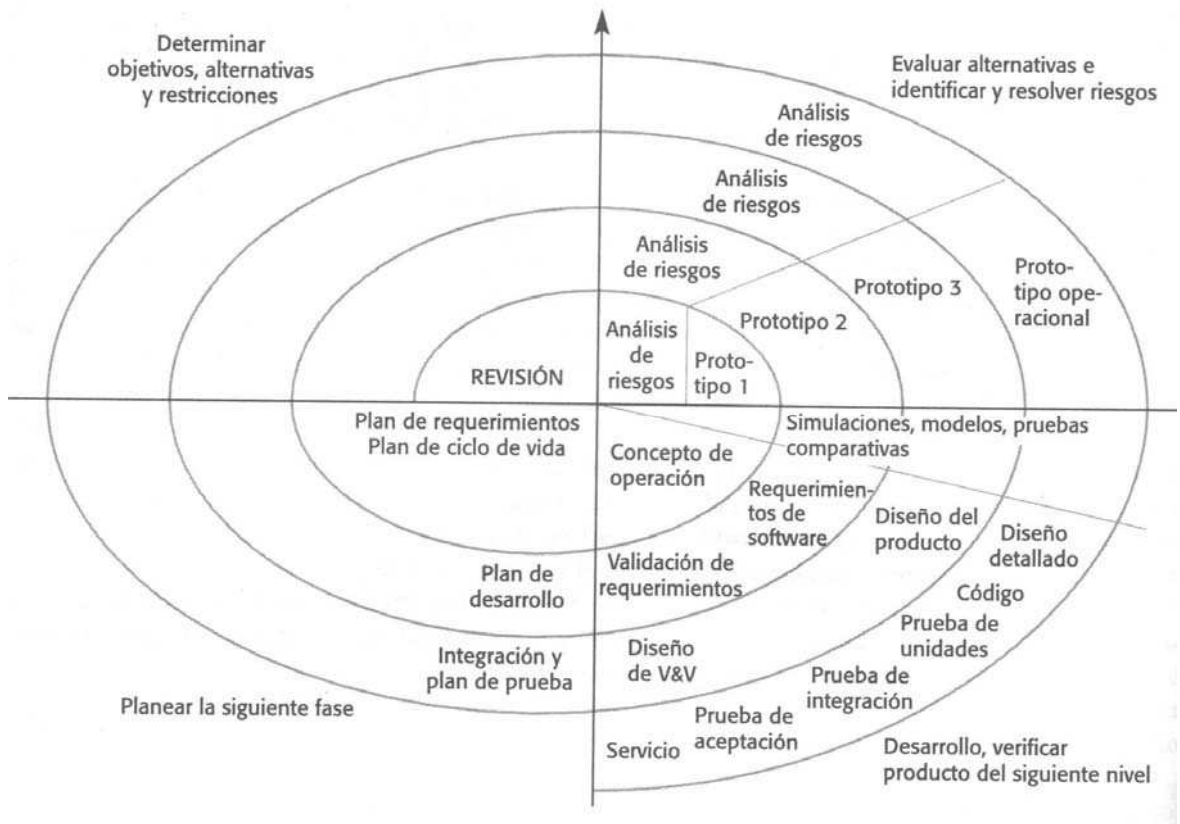 Determinar
objetivos, alternativas
y restricciones
Evaluar alternativas e
identificar y resolver riesgos
Análisis
de riesgos
Análisis
de riesgos
Análisis
de riesgos
Análisis
de
riesgos
Proto-
tipo 1
Prototipo 2
Prototipo 3
Proto-
tipo ope-
racional
REVISIÓN
Plan de requerimientos
Plan de ciclo de vida
Concepto de
operación
Simulaciones, modelos, pruebas
comparativas
Requerimien-
tos de
software
Diseño del
producto
Diseño
detallado
Plan de
desarrollo
Validación de
requerimientos
Código
Prueba de
unidades
Integración y
plan de prueba
Diseño
de V&V
Prueba de
integración
Prueba de
aceptación
Servicio
Planear la siguiente fase
Desarrollo, verificar
producto del siguiente nivel